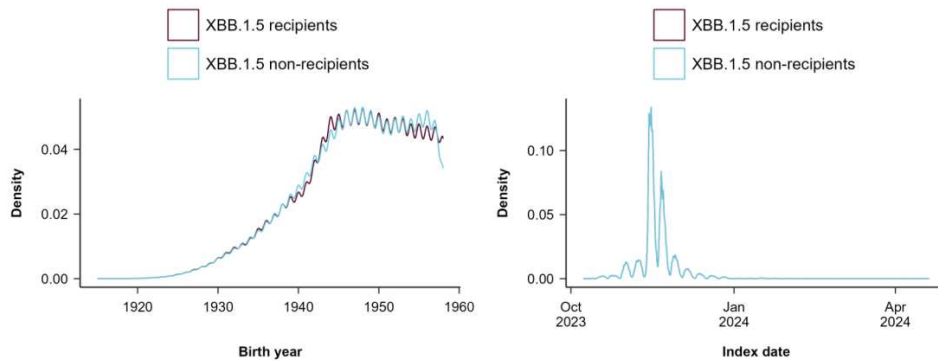 XBB.1.5 recipients
XBB.1.5 non-recipients
Density
0.04
0.02
0.00
1920 1930 1940 1950 1960
Birth year
XBB.1.5 recipients
XBB.1.5 non-recipients
Density
0.10
0.05
0.00
Oct 2023
Jan 2024
Apr 2024
Index date